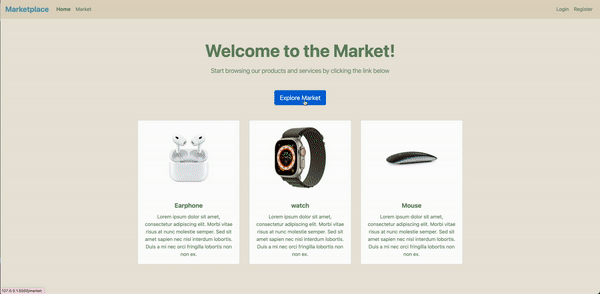 Marketplace Home Market Login Register
Welcome to the Market!
Start browsing our products and services by clicking the link below
Explore Market
Earphone
Lorem ipsum dolor sit amet,
consectetur adipiscing elit. Morbi vitae
risus at nunc molestie semper. Sed sit
amet sapien nec nisl interdum lobortis.
Duis a mi nec orci fringilla lobortis non
non ex.
watch
Lorem ipsum dolor sit amet,
consectetur adipiscing elit. Morbi vitae
risus at nunc molestie semper. Sed sit
amet sapien nec nisl interdum lobortis.
Duis a mi nec orci fringilla lobortis non
non ex.
Mouse
Lorem ipsum dolor sit amet,
consectetur adipiscing elit. Morbi vitae
risus at nunc molestie semper. Sed sit
amet sapien nec nisl interdum lobortis.
Duis a mi nec orci fringilla lobortis non
non ex.